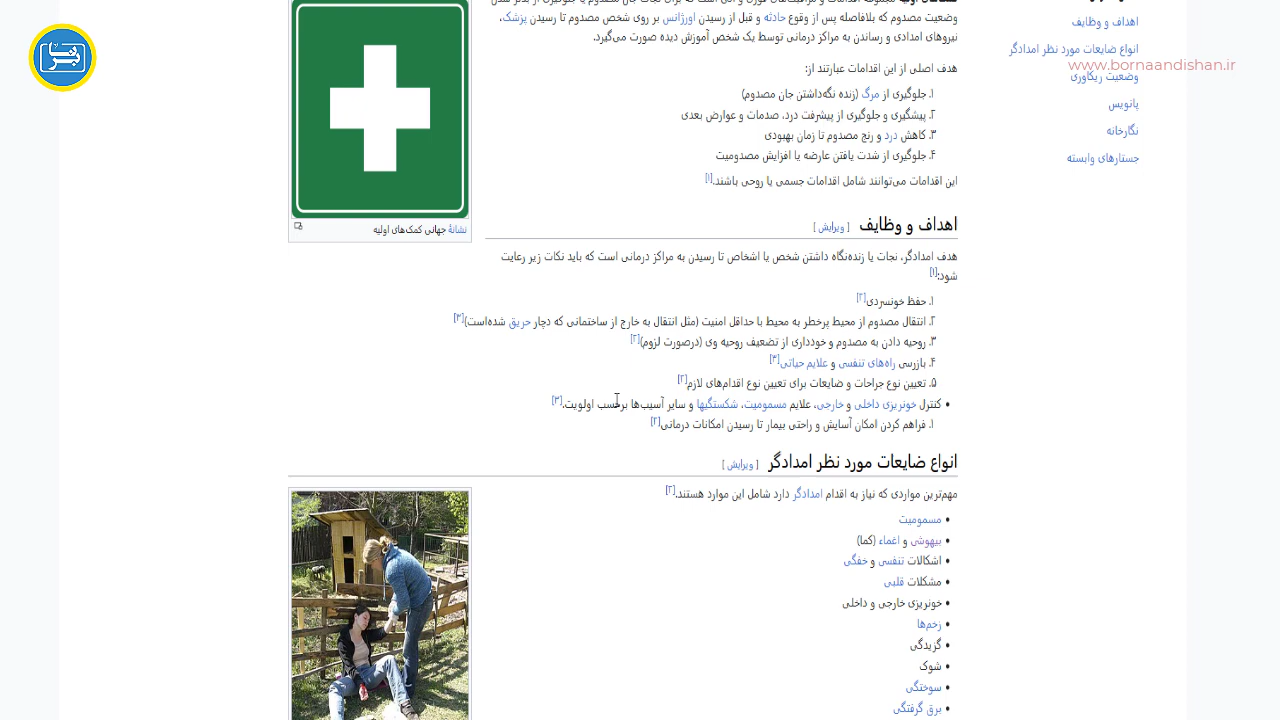 وضعیت مصدوم که بلافاصله پس از وقوع حادثه و قبل از رسیدن اورژانس بر روی شخص مصدوم تا رسیدن پزشک،
نیروهای امدادی و رساندن به مراکز درمانی توسط یک شخص آموزش دیده صورت می‌گیرد.
هدف اصلی از این اقدامات عبارتند از:
۱. جلوگیری از مرگ (زنده نگه‌داشتن جان مصدوم)
۲. پیشگیری و جلوگیری از پیشرفت درد، صدمات و عوارض بعدی
۳. کاهش درد و رنج مصدوم تا زمان بهبودی
۴. جلوگیری از شدت یافتن عارضه یا افزایش مصدومیت
این اقدامات می‌توانند شامل اقدامات جسمی یا روحی باشند.[۱]
نشانهٔ جهانی کمک‌های اولیه
اهداف و وظایف [ ویرایش ]
هدف امدادگر، نجات یا زنده‌نگاه داشتن شخص یا اشخاص تا رسیدن به مراکز درمانی است که باید نکات زیر رعایت
شود:[۱]
۱. حفظ خونسردی[۲]
۲. انتقال مصدوم از محیط پرخطر به محیط با حداقل امنیت (مثل انتقال به خارج از ساختمانی که دچار حریق شده‌است)[۳]
۳. روحیه دادن به مصدوم و خودداری از تضعیف روحیه وی (درصورت لزوم)[۲]
۴. بازرسی راه‌های تنفسی و علایم حیاتی[۳]
۵. تعیین نوع جراحات و ضایعات برای تعیین نوع اقدام‌های لازم[۲]
• کنترل خونریزی داخلی و خارجی، علایم مسمومیت، شکستگیها و سایر آسیب‌ها برحسب اولویت.[۳]
۱. فراهم کردن امکان آسایش و راحتی بیمار تا رسیدن امکانات درمانی[۲]
انواع ضایعات مورد نظر امدادگر [ ویرایش ]
مهم‌ترین مواردی که نیاز به اقدام امدادگر دارد شامل این موارد هستند.[۲]
• مسمومیت
• بیهوشی و اغماء (کما)
• اشکالات تنفسی و خفگی
• مشکلات قلبی
• خونریزی خارجی و داخلی
• زخم‌ها
• گزیدگی
• شوک
• سوختگی
• برق گرفتگی
اهداف و وظایف
انواع ضایعات مورد نظر امدادگر
www.bornaandishan.ir
وضعیت ریکاوری
پانویس
نگارخانه
جستارهای وابسته
برنا